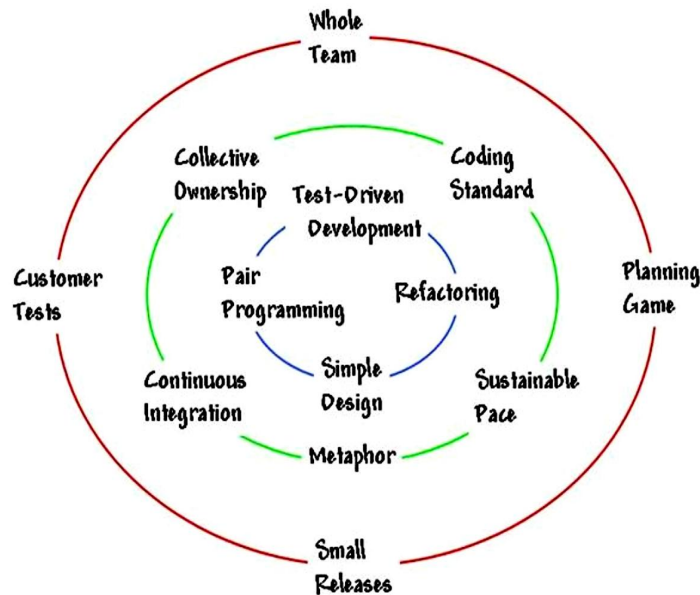 Whole
Team
Collective
Ownership
Coding
Standard
Test-Driven
Development
Customer
Tests
Pair
Programming
Refactoring
Planning
Game
Continuous
Integration
Simple
Design
Sustainable
Pace
Metaphor
Small
Releases